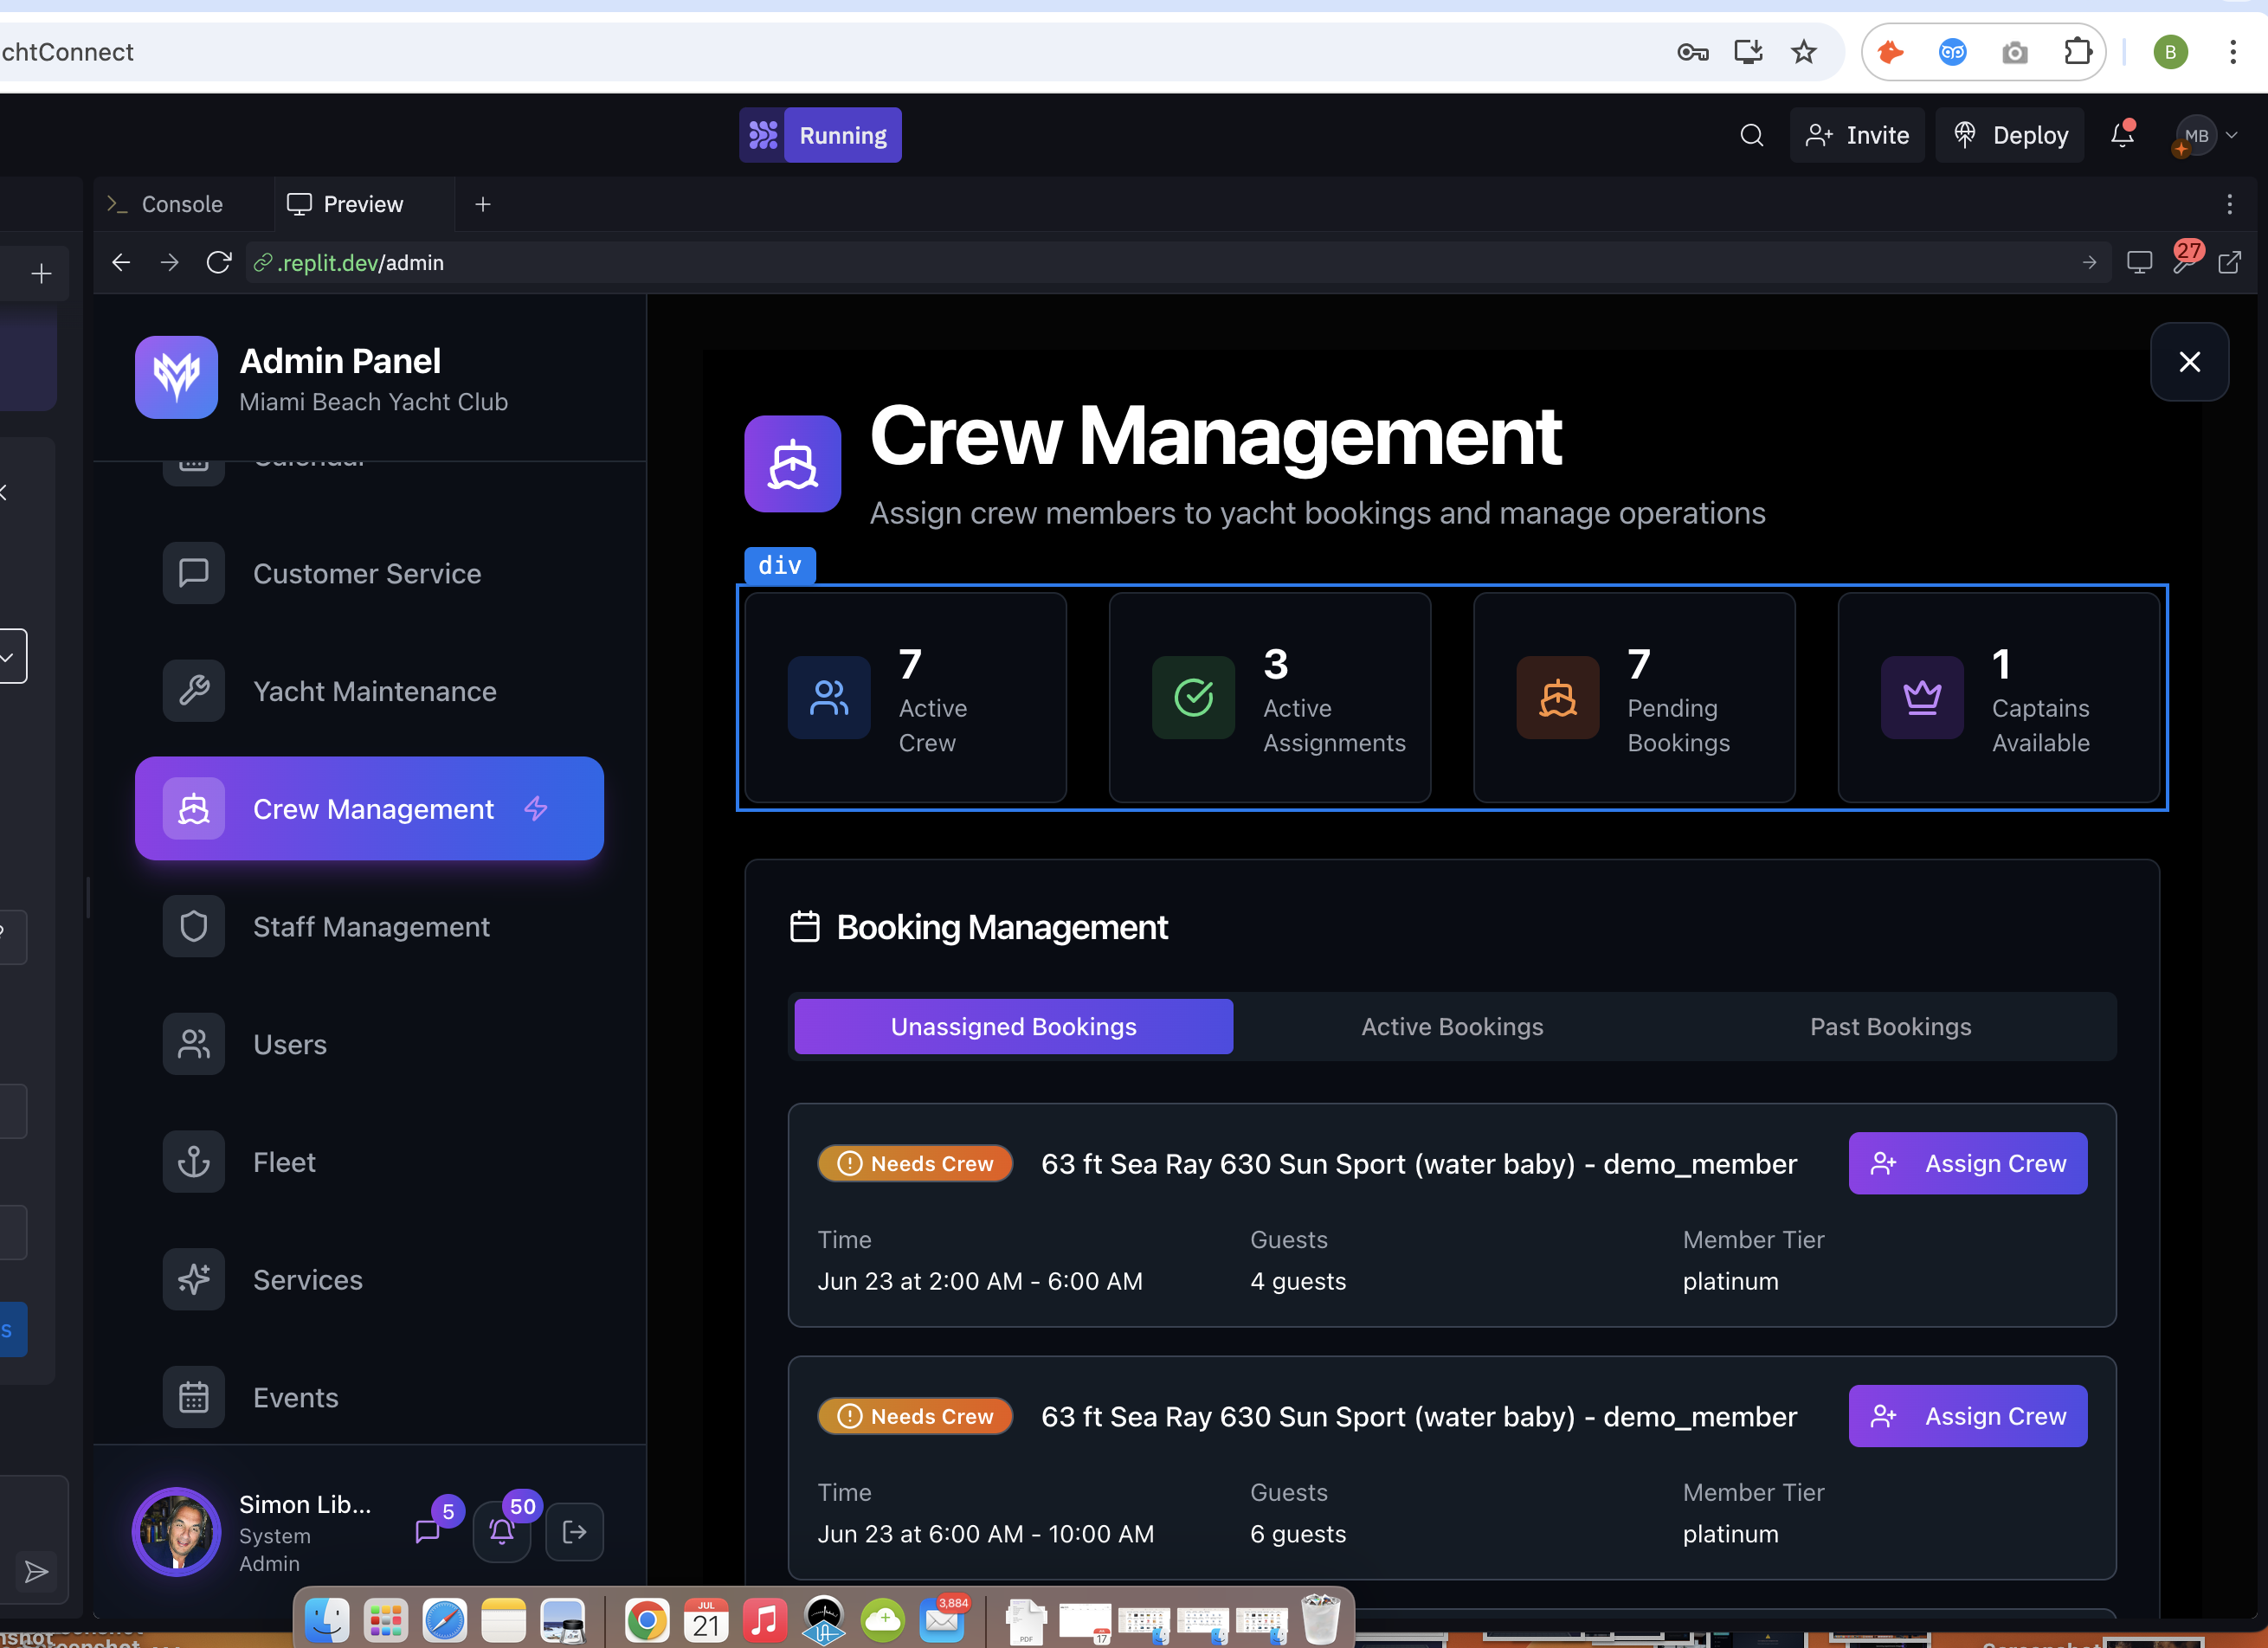 chtConnect
B
Running
Invite
Deploy
MB
Console
Preview
.replit.dev/admin
27
Admin Panel
Miami Beach Yacht Club
Customer Service
Yacht Maintenance
Crew Management
Staff Management
Users
Fleet
Services
Events
Simon Lib...
System
Admin
5
50
Crew Management
Assign crew members to yacht bookings and manage operations
div
7
Active
Crew
3
Active
Assignments
7
Pending
Bookings
1
Captains
Available
Booking Management
Unassigned Bookings
Active Bookings
Past Bookings
Needs Crew
63 ft Sea Ray 630 Sun Sport (water baby) - demo_member
Assign Crew
Time
Guests
Member Tier
Jun 23 at 2:00 AM - 6:00 AM
4 guests
platinum
Needs Crew
63 ft Sea Ray 630 Sun Sport (water baby) - demo_member
Assign Crew
Time
Guests
Member Tier
Jun 23 at 6:00 AM - 10:00 AM
6 guests
platinum
s
JUL
21
3,884
PDF
17